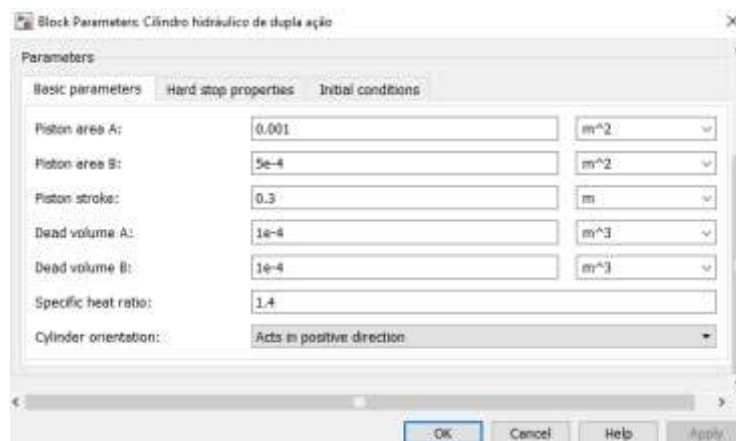 Block Parameters: Cilindro hidráulico de dupla ação
Parameters
Basic parameters Hard stop properties Initial conditions
Piston area A: 0.001 m^2
Piston area B: 5e-4 m^2
Piston stroke: 0.3 m
Dead volume A: 1e-4 m^3
Dead volume B: 1e-4 m^3
Specific heat ratio: 1.4
Cylinder orientation: Acts in positive direction
OK Cancel Help Apply